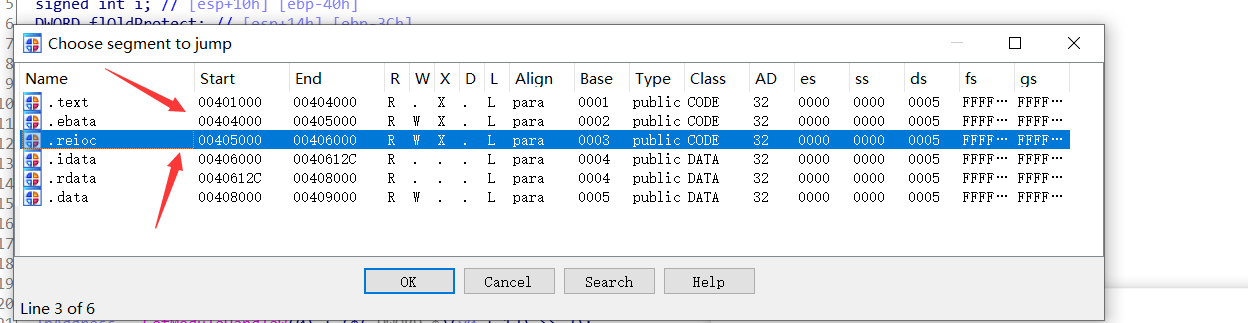 5 signed int i; // [esp+10h] [ebp-40h]
6 DWORD flOldProtect; // [esp+14h] [ebp-3Ch]
Choose segment to jump
Name Start End R W X D L Align Base Type Class AD es ss ds fs gs
.text 00401000 00404000 R . X . L para 0001 public CODE 32 0000 0000 0005 FFFF… FFFF…
.ebata 00404000 00405000 R W X . L para 0002 public CODE 32 0000 0000 0005 FFFF… FFFF…
.reioc 00405000 00406000 R W X . L para 0003 public CODE 32 0000 0000 0005 FFFF… FFFF…
.idata 00406000 0040612C R . . . L para 0004 public DATA 32 0000 0000 0005 FFFF… FFFF…
.rdata 0040612C 00408000 R . . . L para 0004 public DATA 32 0000 0000 0005 FFFF… FFFF…
.data 00408000 00409000 R W . . L para 0005 public DATA 32 0000 0000 0005 FFFF… FFFF…
OK Cancel Search Help
Line 3 of 6